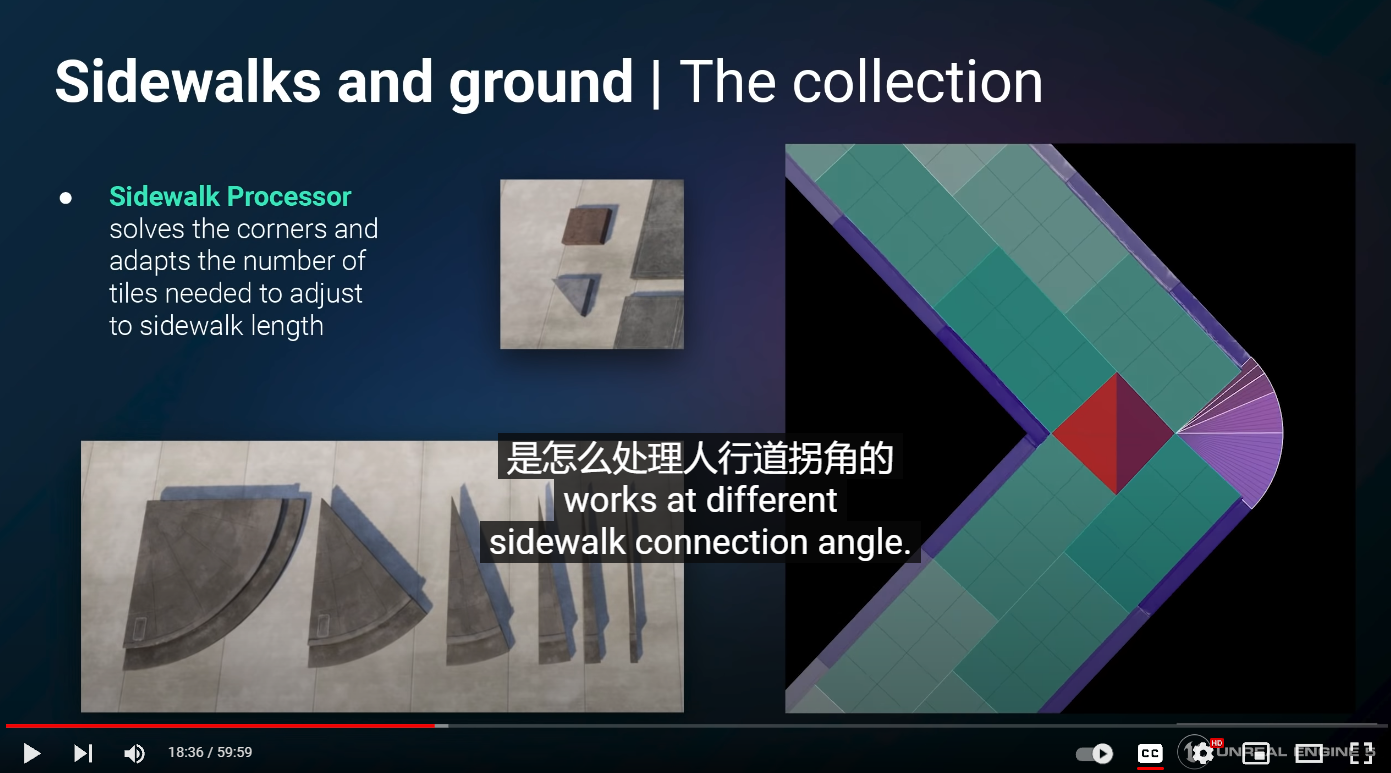 Sidewalks and ground | The collection
● Sidewalk Processor
solves the corners and
adapts the number of
tiles needed to adjust
to sidewalk length
是怎么处理人行道拐角的
works at different
sidewalk connection angle.
18:36 / 59:59
CC
HD
UNREAL ENGINE 5